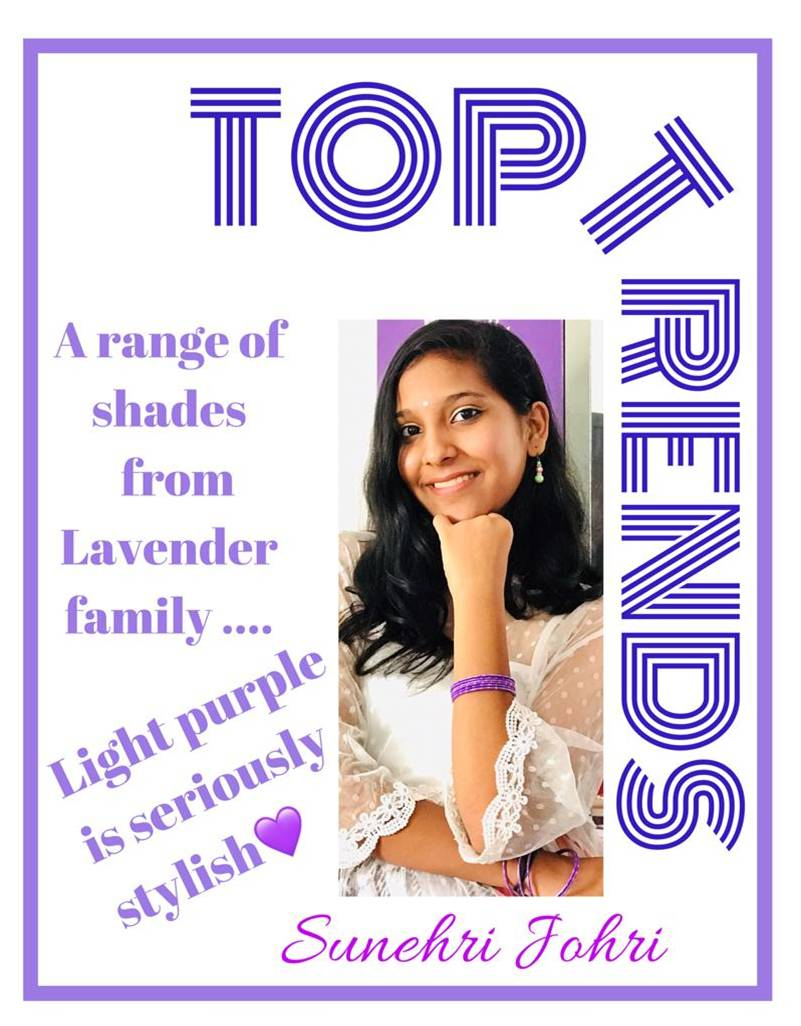 TOP TRENDS
A range of
shades
from
Lavender
family ....
Light purple
is seriously
stylish💜
Sunehri Johri